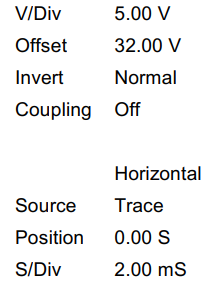 V/Div 5.00 V
Offset 32.00 V
Invert Normal
Coupling Off
Horizontal
Source Trace
Position 0.00 S
S/Div 2.00 mS